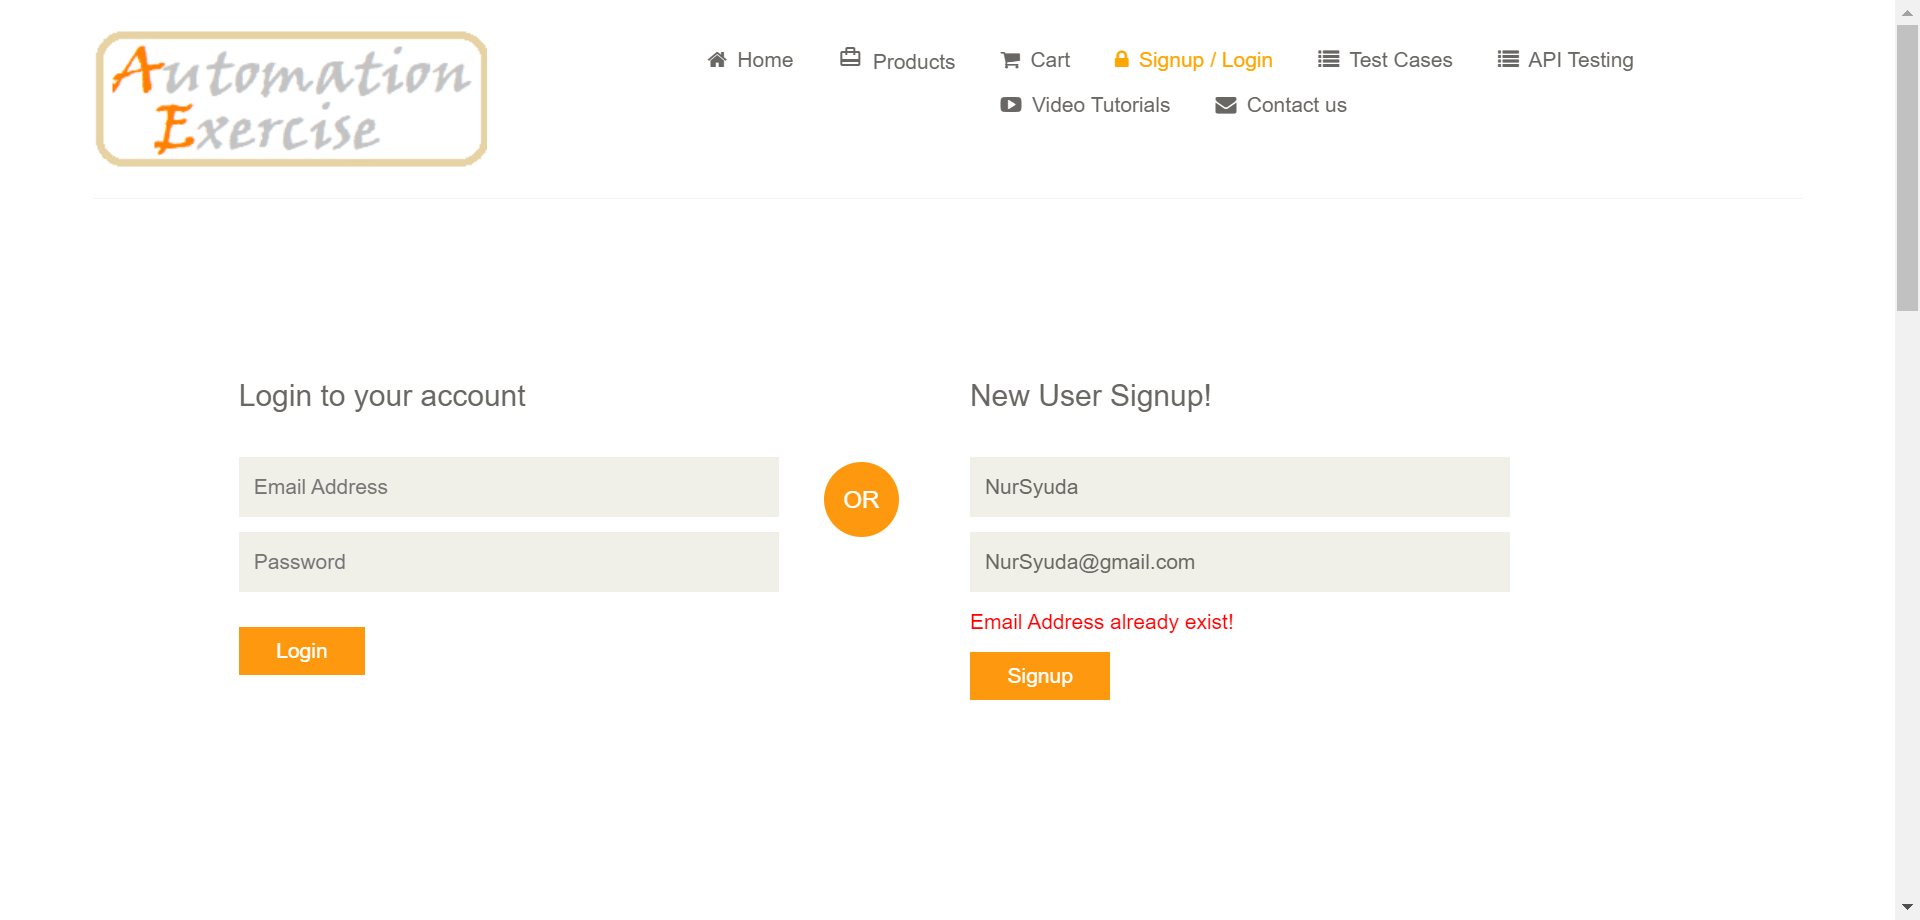 Automation
Exercise
Home Products Cart Signup / Login Test Cases API Testing
Video Tutorials Contact us
Login to your account
Email Address
Password
Login
OR
New User Signup!
NurSyuda
NurSyuda@gmail.com
Email Address already exist!
Signup